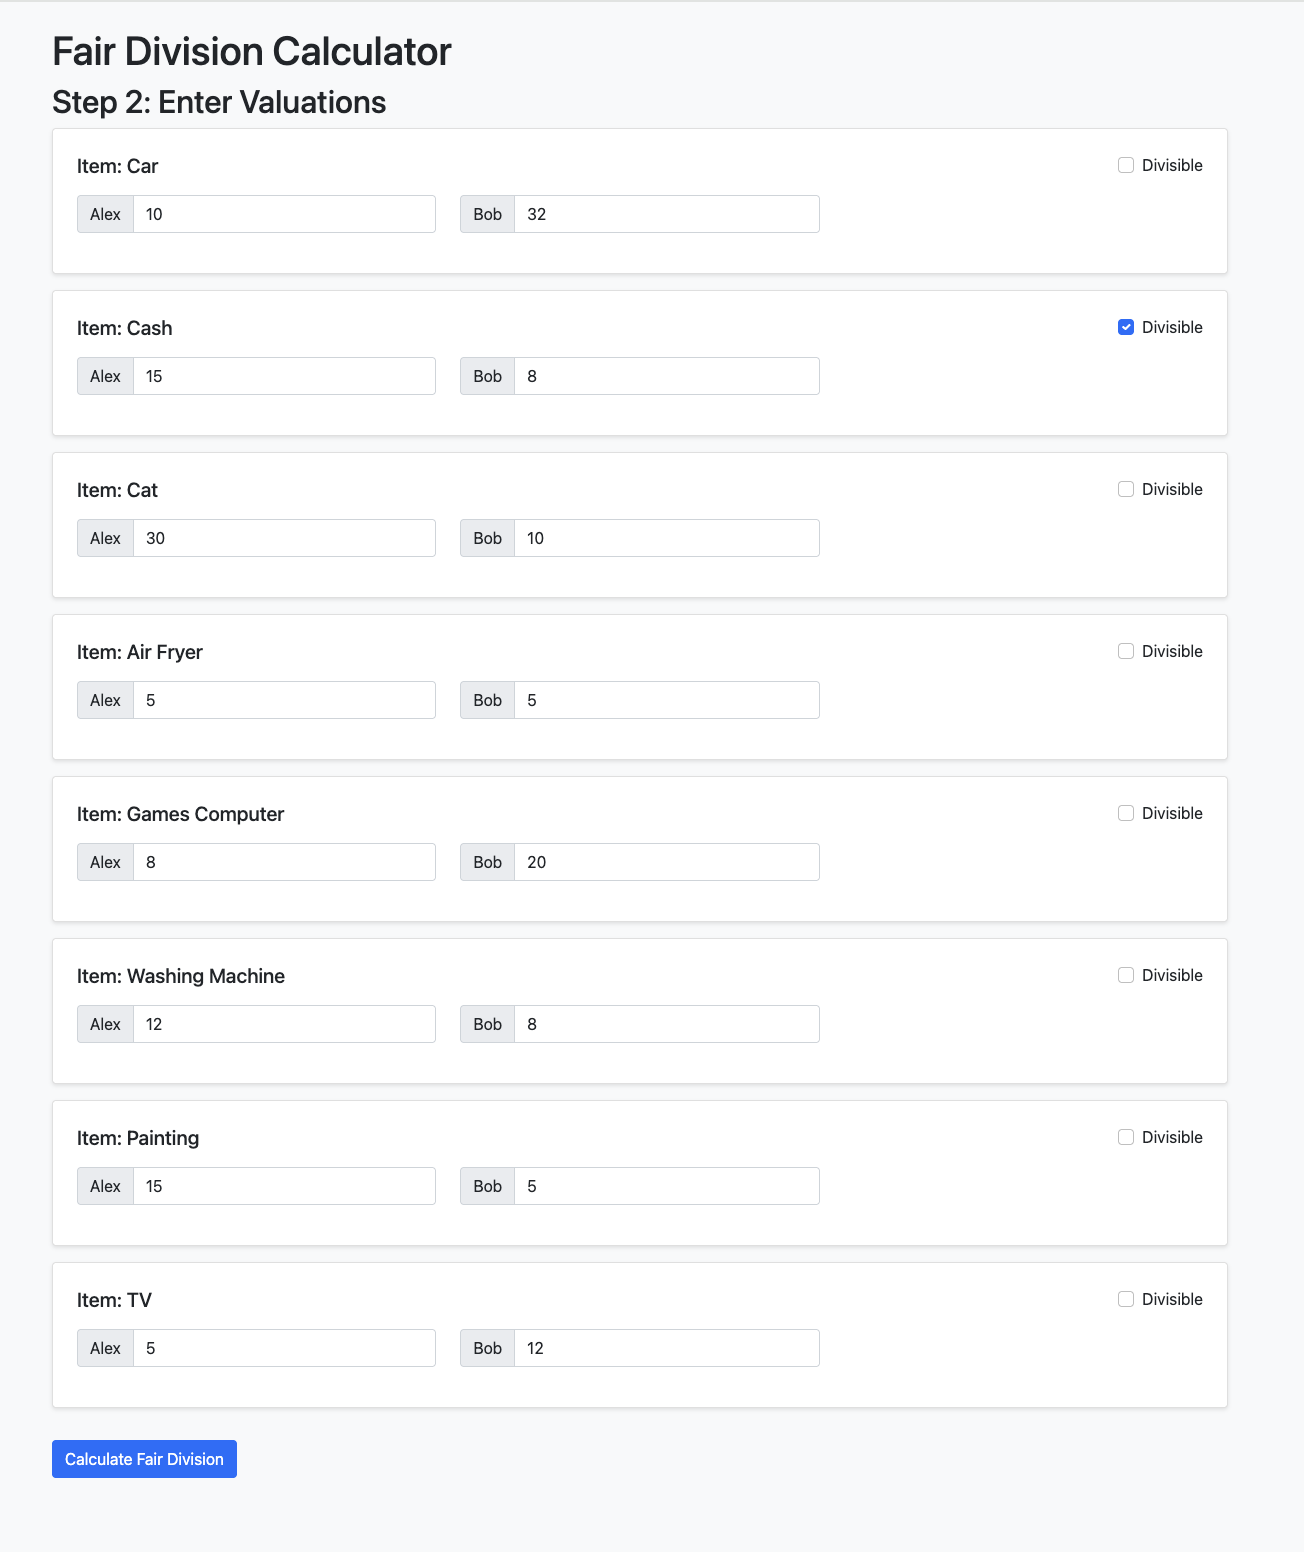 Fair Division Calculator
Step 2: Enter Valuations
Item: Car Divisible
Alex 10 Bob 32
Item: Cash Divisible
Alex 15 Bob 8
Item: Cat Divisible
Alex 30 Bob 10
Item: Air Fryer Divisible
Alex 5 Bob 5
Item: Games Computer Divisible
Alex 8 Bob 20
Item: Washing Machine Divisible
Alex 12 Bob 8
Item: Painting Divisible
Alex 15 Bob 5
Item: TV Divisible
Alex 5 Bob 12
Calculate Fair Division